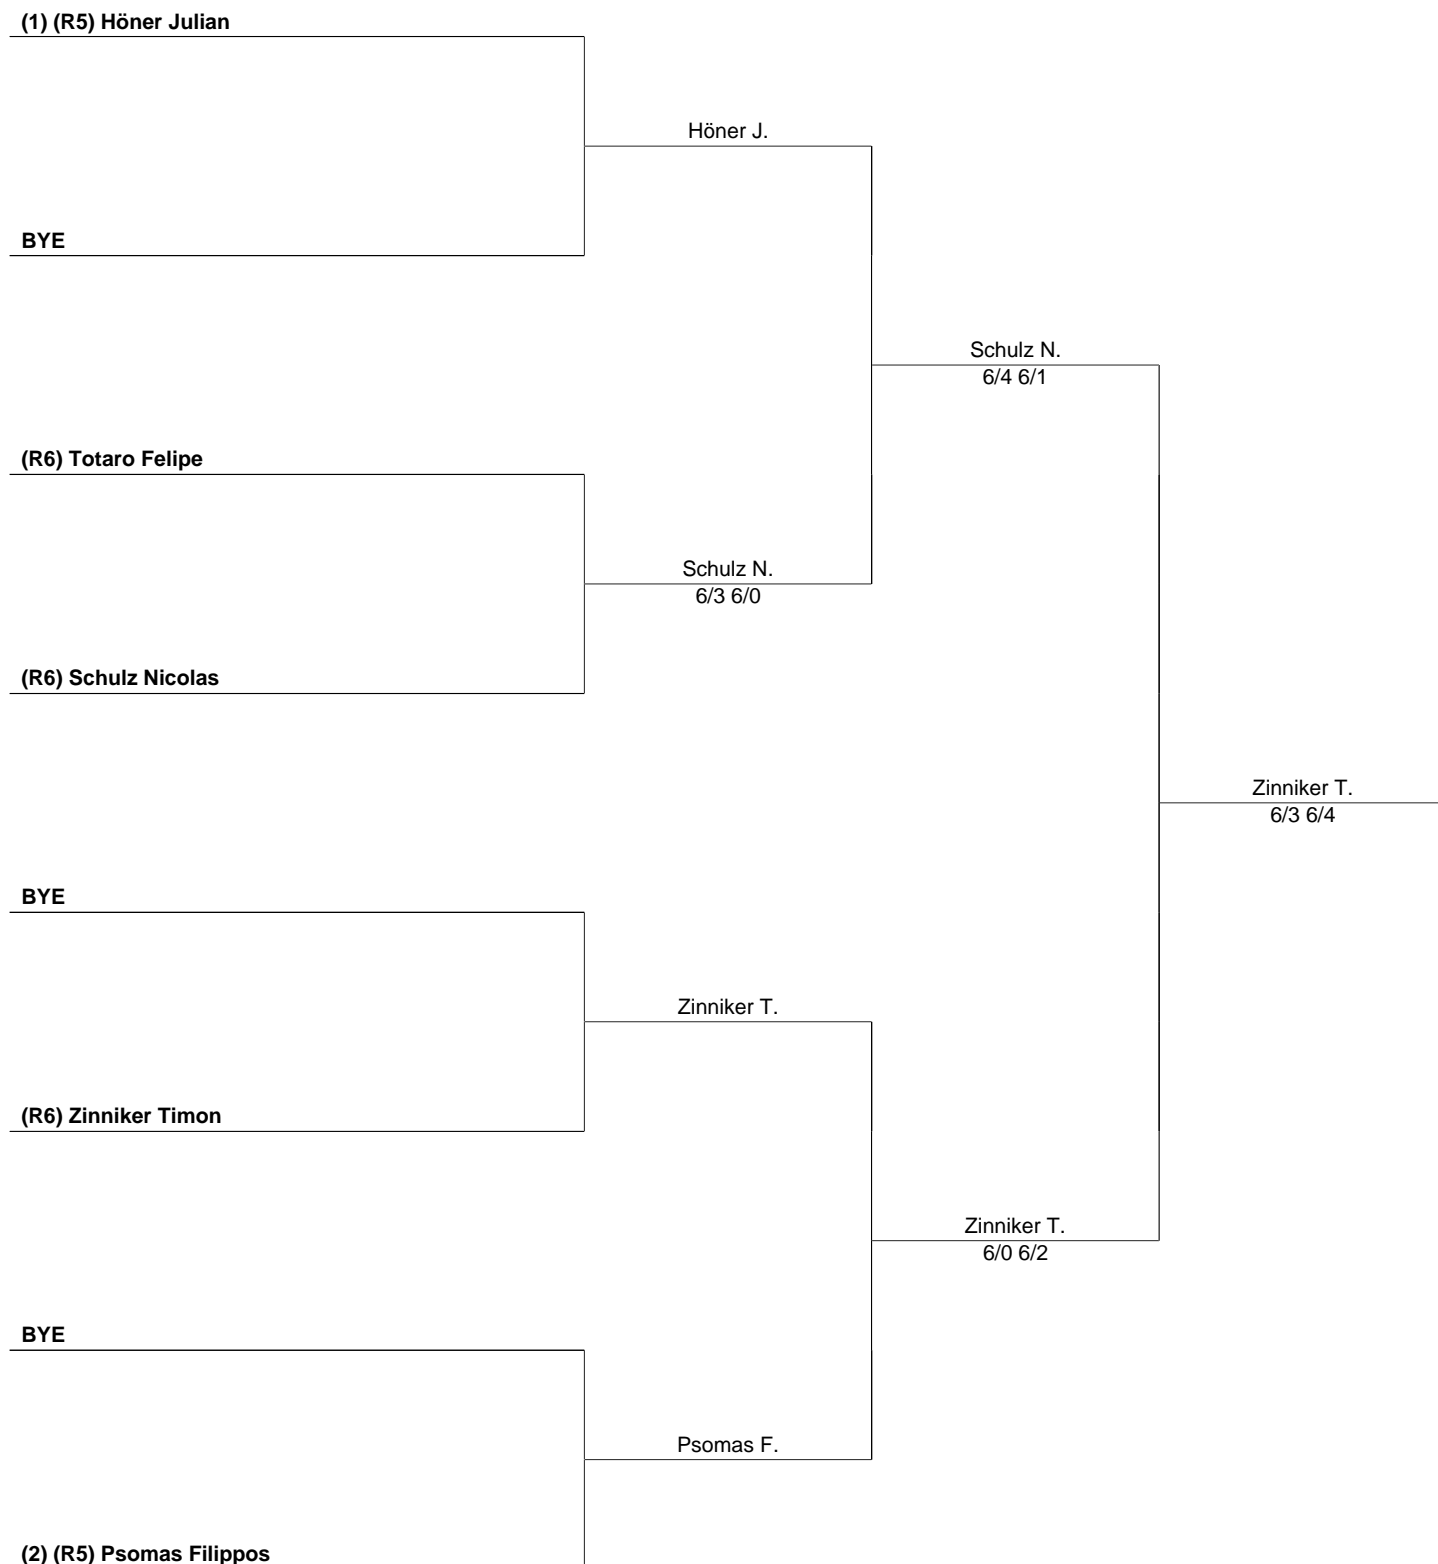 (1) (R5) Höner Julian
Höner J.
BYE
Schulz N.
6/4 6/1
(R6) Totaro Felipe
Schulz N.
6/3 6/0
(R6) Schulz Nicolas
Zinniker T.
6/3 6/4
BYE
Zinniker T.
(R6) Zinniker Timon
Zinniker T.
6/0 6/2
BYE
Psomas F.
(2) (R5) Psomas Filippos